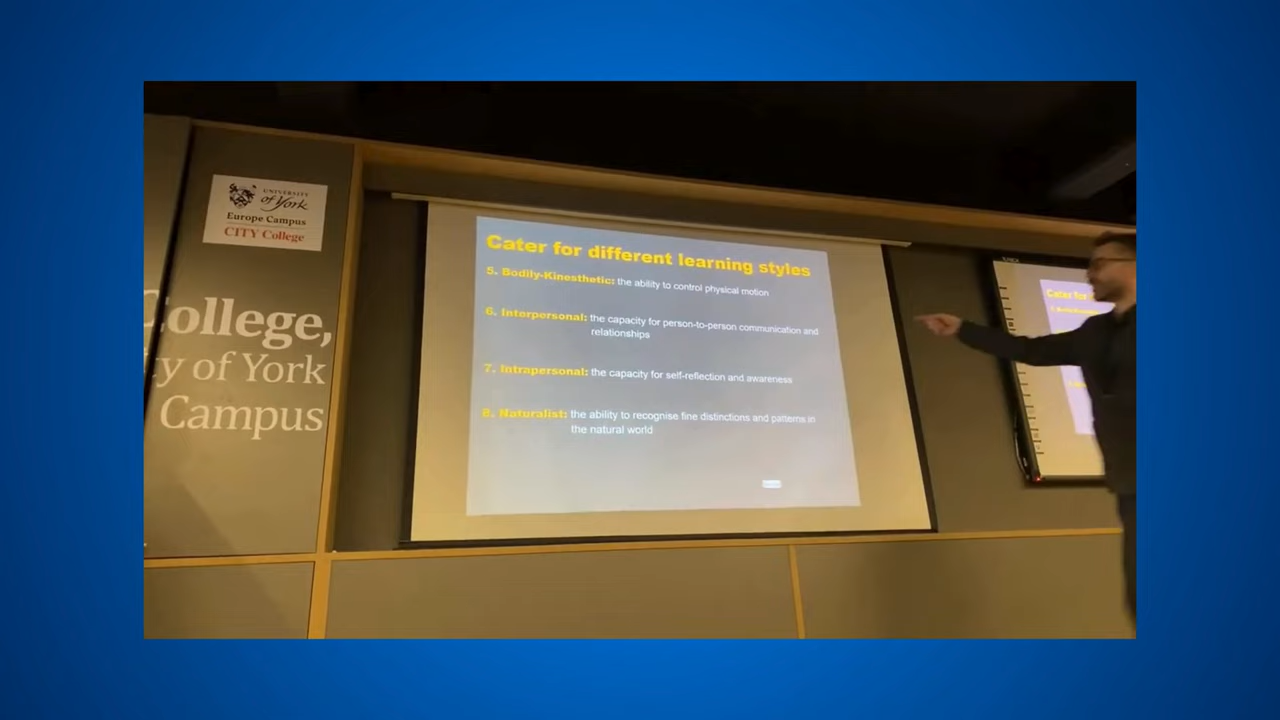 UNIVERSITY
of York
Europe Campus
CITY College
College,
ty of York
Campus
Cater for different learning styles
5. Bodily-Kinesthetic: the ability to control physical motion
6. Interpersonal: the capacity for person-to-person communication and
relationships
7. Intrapersonal: the capacity for self-reflection and awareness
8. Naturalist: the ability to recognise fine distinctions and patterns in
the natural world
Cater for